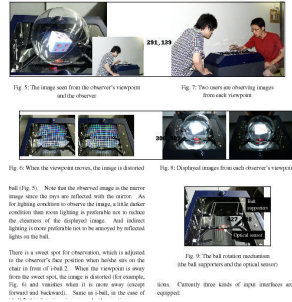 291,129
Fig. 5: The image seen from the observer's viewpoint
and the observer
Fig. 7: Two users are observing images
from each viewpoint
Fig. 6: When the viewpoint moves, the image is distorted
Fig. 9: Displayed images from each observer's viewpoint
ball (Fig. 5). Note that the observed image is the mirror
image since the rays are reflected with the mirror. As
for lighting condition to observe the image, a little darker
condition than room lighting is preferable not to reduce
the clearness of the displayed image. And indirect
lighting is more preferable not to be annoyed by reflected
lights on the ball.
There is a sweet spot for observation, which is adjusted
to the observer's face position when he/she sits on the
chair in front of i-ball 2. When the viewpoint is away
from the sweet spot, the image is distorted (for example,
Fig. 6) and vanishes when it is more away (except
forward and backward). Same as i-ball, in the case of
Ball
supporters
Optical sensor
Fig. 9: The ball rotation mechanism
(the ball supporters and the optical sensor)
tions. Currently three kinds of input interfaces are
equipped: